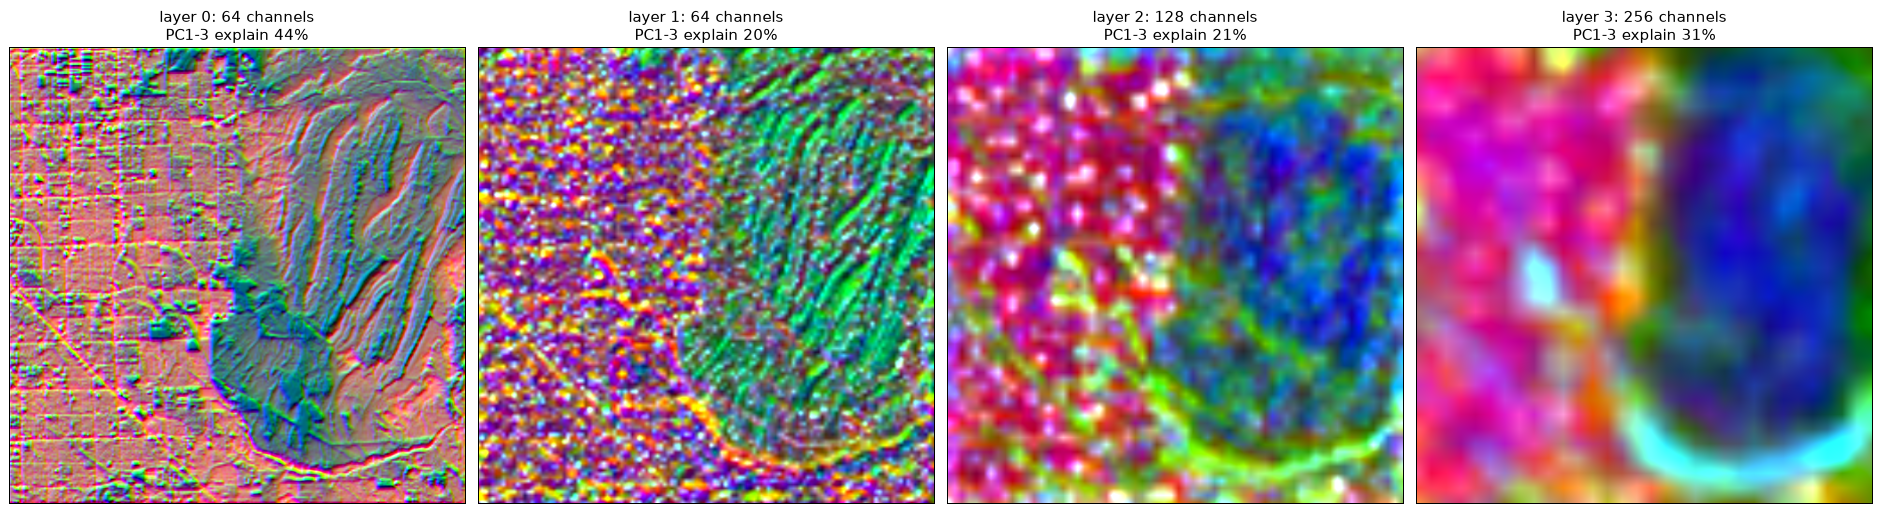 layer 0: 64 channels
PC1-3 explain 44%
layer 1: 64 channels
PC1-3 explain 20%
layer 2: 128 channels
PC1-3 explain 21%
layer 3: 256 channels
PC1-3 explain 31%